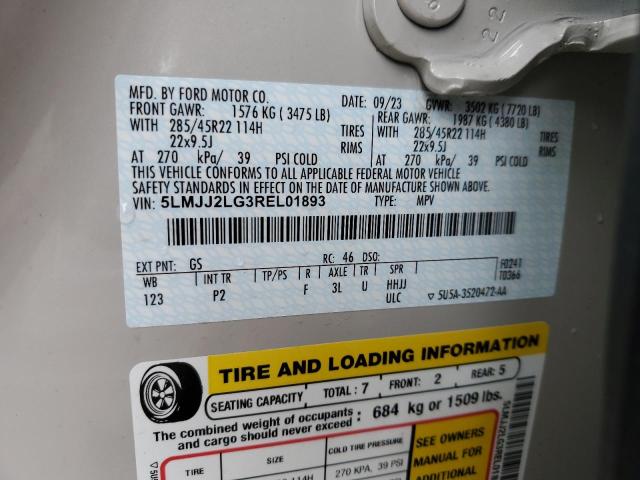 22
MFD. BY FORD MOTOR CO. DATE: 09/23 GVWR: 3502 KG (7720 LB)
FRONT GAWR: 1576 KG (3475 LB) REAR GAWR: 1987 KG (4380 LB)
WITH 285/45R22 114H TIRES WITH 285/45R22 114H TIRES
22x9.5J RIMS 22x9.5J RIMS
AT 270 kPa/ 39 PSI COLD AT 270 kPa/ 39 PSI COLD
THIS VEHICLE CONFORMS TO ALL APPLICABLE FEDERAL MOTOR VEHICLE
SAFETY STANDARDS IN EFFECT ON THE DATE OF MANUFACTURE SHOWN ABOVE.
VIN: 5LMJJ2LG3REL01893 TYPE: MPV
EXT PNT: GS RC: 46 DSO: F0241
WB INT TR TP/PS R AXLE TR SPR T0366
123 P2 F 3L U HHJJ
ULC ▽ 5U5A-3520472-AA
TIRE AND LOADING INFORMATION
SEATING CAPACITY TOTAL: 7 FRONT: 2 REAR: 5
The combined weight of occupants and cargo should never exceed: 684 kg or 1509 lbs.
TIRE SIZE COLD TIRE PRESSURE
270 KPA, 39 PSI
SEE OWNERS
MANUAL FOR
ADDITIONAL